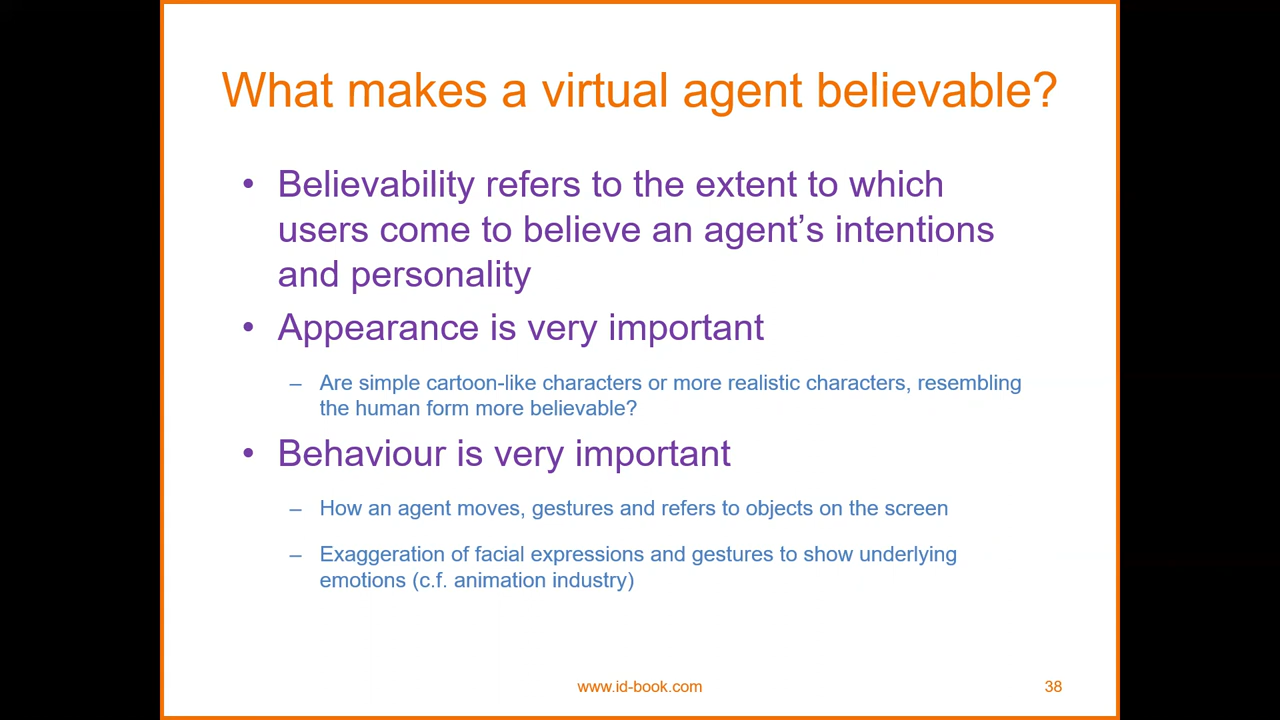 What makes a virtual agent believable?
• Believability refers to the extent to which
users come to believe an agent’s intentions
and personality
• Appearance is very important
– Are simple cartoon-like characters or more realistic characters, resembling
the human form more believable?
• Behaviour is very important
– How an agent moves, gestures and refers to objects on the screen
– Exaggeration of facial expressions and gestures to show underlying
emotions (c.f. animation industry)
www.id-book.com
38